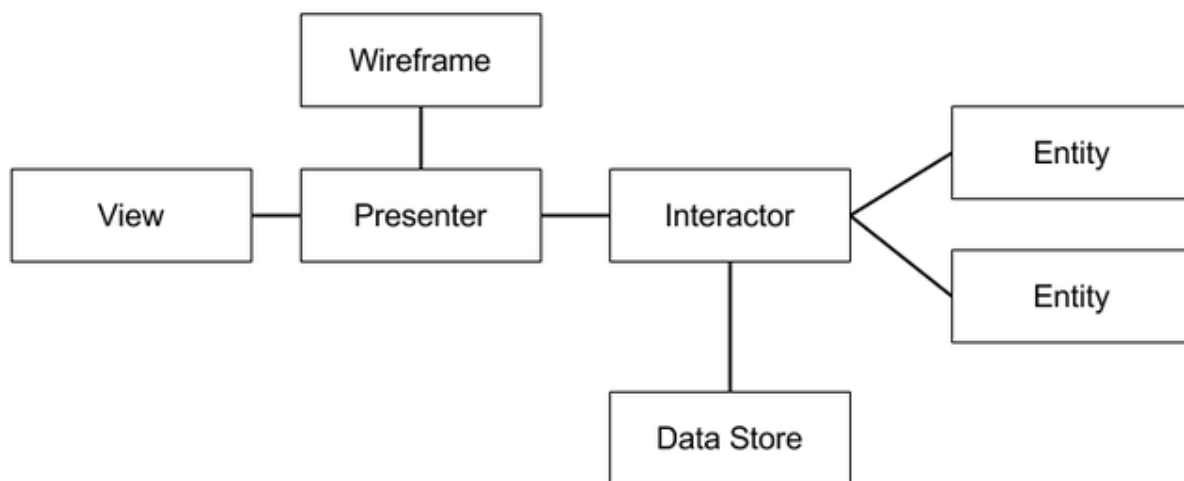 Wireframe
View
Presenter
Interactor
Entity
Entity
Data Store